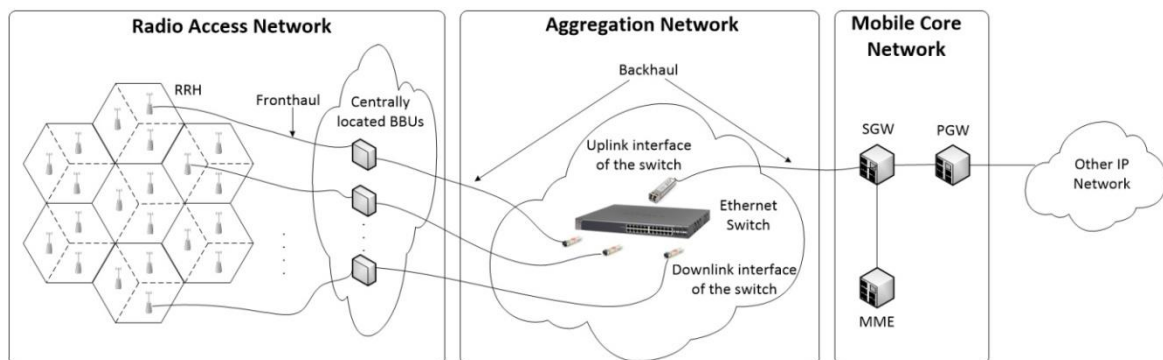 Radio Access Network
RRH
Fronthaul
Centrally
located BBUs
Aggregation Network
Backhaul
Uplink interface
of the switch
Ethernet
Switch
Downlink interface
of the switch
Mobile Core
Network
SGW
PGW
MME
Other IP
Network